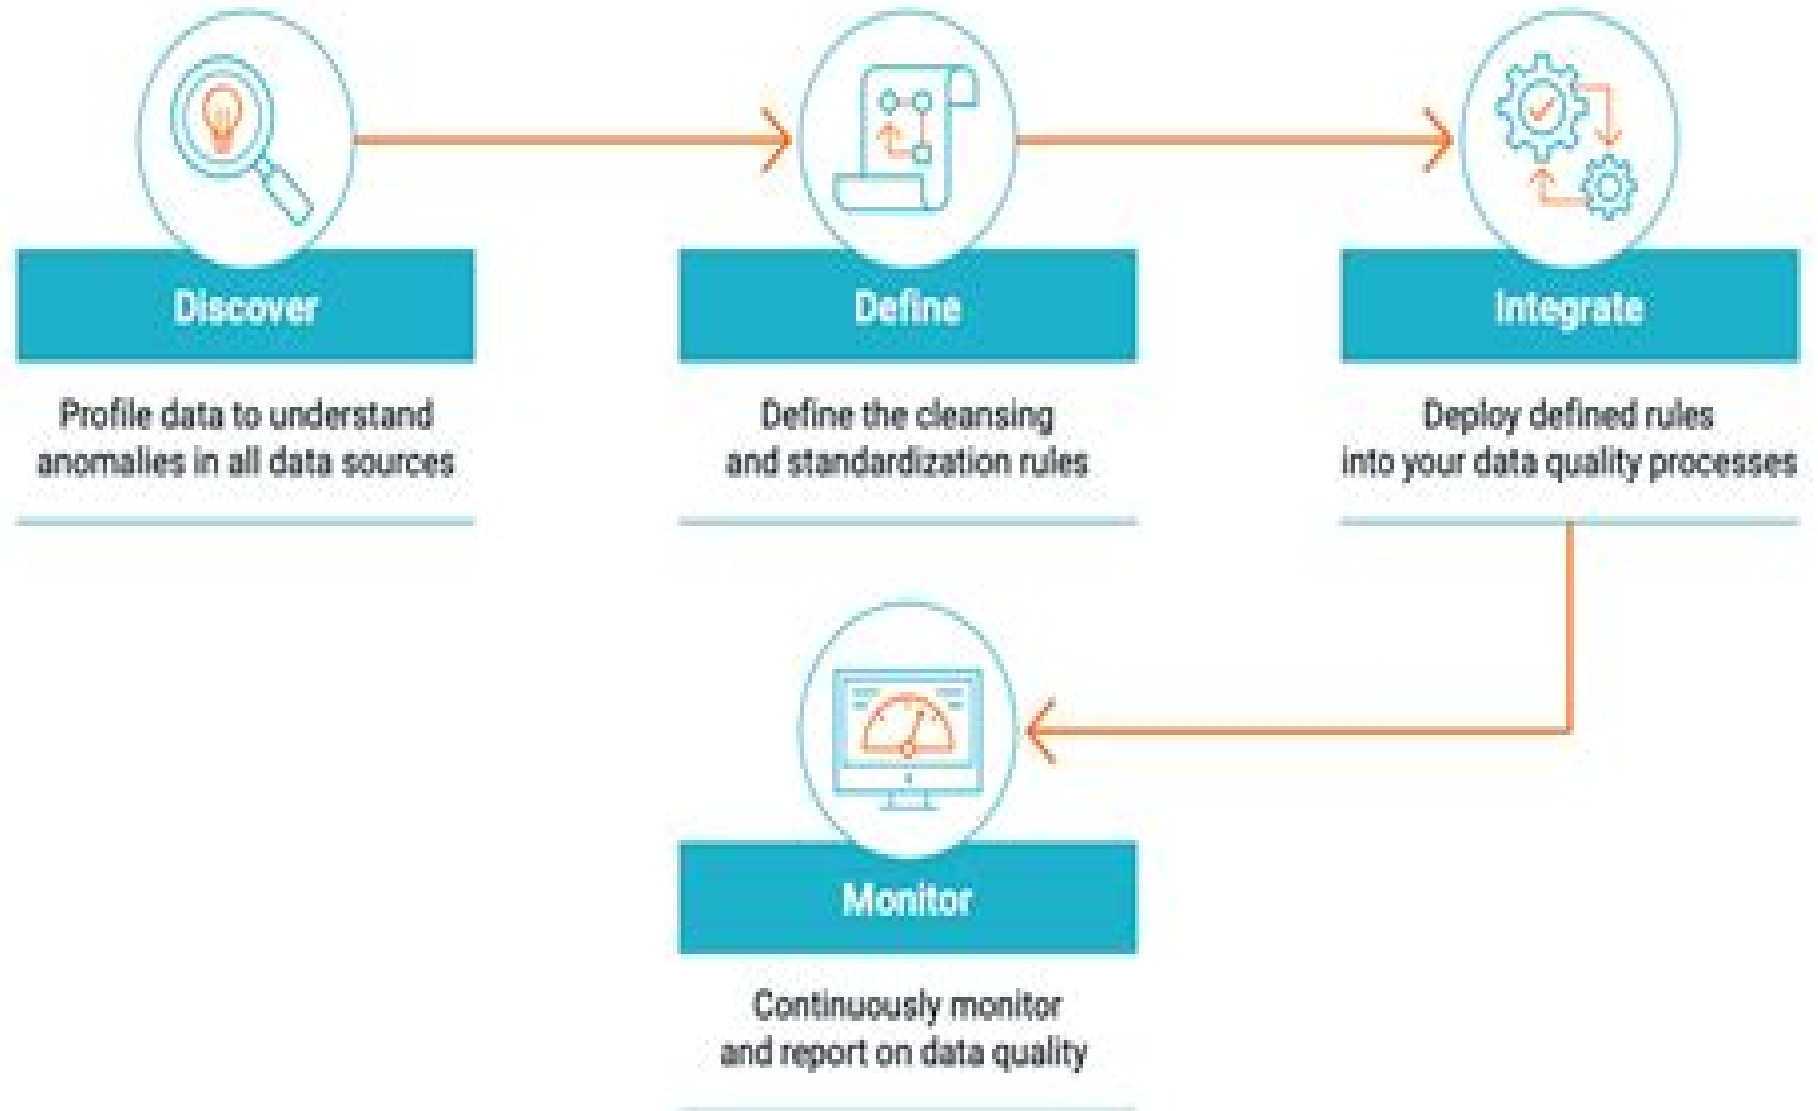 Discover
Profile data to understand
anomalies in all data sources
Define
Define the cleansing
and standardization rules
Integrate
Deploy defined rules
into your data quality processes
Monitor
Continuously monitor
and report on data quality